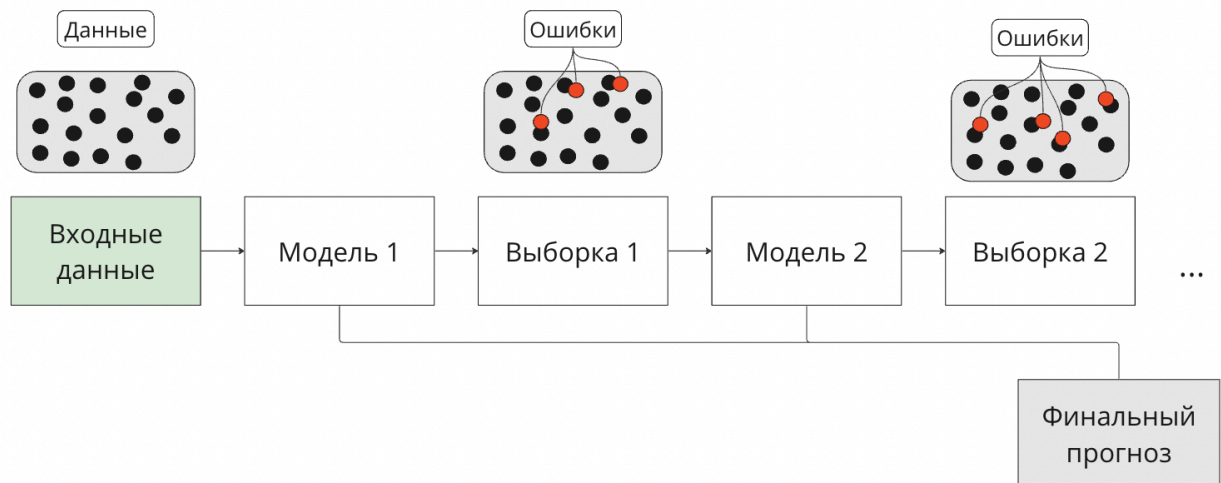 Данные
Ошибки
Ошибки
Входные
данные
Модель 1
Выборка 1
Модель 2
Выборка 2
...
Финальный
прогноз